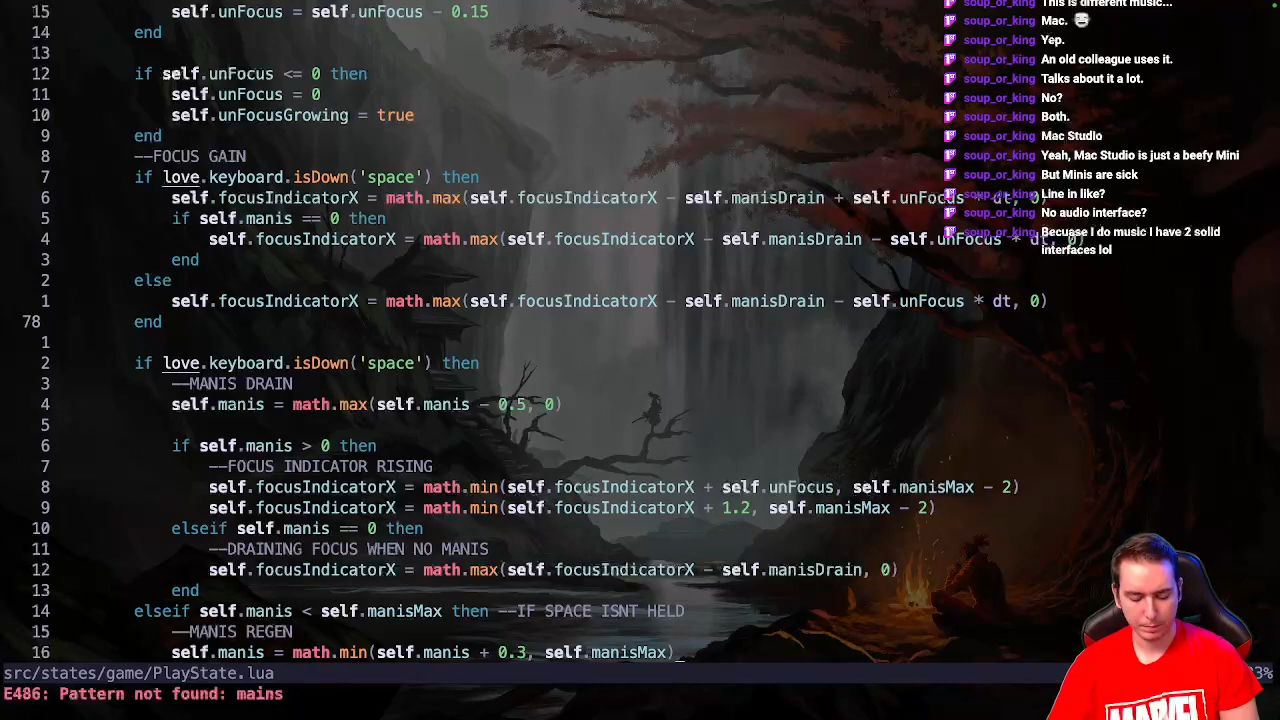 15 self.unFocus = self.unFocus - 0.15
14 end
13
12 if self.unFocus <= 0 then
11 self.unFocus = 0
10 self.unFocusGrowing = true
9 end
8 --FOCUS GAIN
7 if love.keyboard.isDown('space') then
6 self.focusIndicatorX = math.max(self.focusIndicatorX - self.manisDrain + self.unFocus * dt, 0)
5 if self.manis == 0 then
4 self.focusIndicatorX = math.max(self.focusIndicatorX - self.manisDrain - self.unFocus * dt, 0)
3 end
2 else
1 self.focusIndicatorX = math.max(self.focusIndicatorX - self.manisDrain - self.unFocus * dt, 0)
78 end
1
2 if love.keyboard.isDown('space') then
3 --MANIS DRAIN
4 self.manis = math.max(self.manis - 0.5, 0)
5
6 if self.manis > 0 then
7 --FOCUS INDICATOR RISING
8 self.focusIndicatorX = math.min(self.focusIndicatorX + self.unFocus, self.manisMax - 2)
9 self.focusIndicatorX = math.min(self.focusIndicatorX + 1.2, self.manisMax - 2)
10 elseif self.manis == 0 then
11 --DRAINING FOCUS WHEN NO MANIS
12 self.focusIndicatorX = math.max(self.focusIndicatorX - self.manisDrain, 0)
13 end
14 elseif self.manis < self.manisMax then --IF SPACE ISNT HELD
15 --MANIS REGEN
16 self.manis = math.min(self.manis + 0.3, self.manisMax)
src/states/game/PlayState.lua
E486: Pattern not found: mains
soup_or_king This is different music...
soup_or_king Mac.
soup_or_king Yep.
soup_or_king An old colleague uses it.
soup_or_king Talks about it a lot.
soup_or_king No?
soup_or_king Both.
soup_or_king Mac Studio
soup_or_king Yeah, Mac Studio is just a beefy Mini
soup_or_king But Minis are sick
soup_or_king Line in like?
soup_or_king No audio interface?
soup_or_king Becuase I do music I have 2 solid
interfaces lol
MARVEL